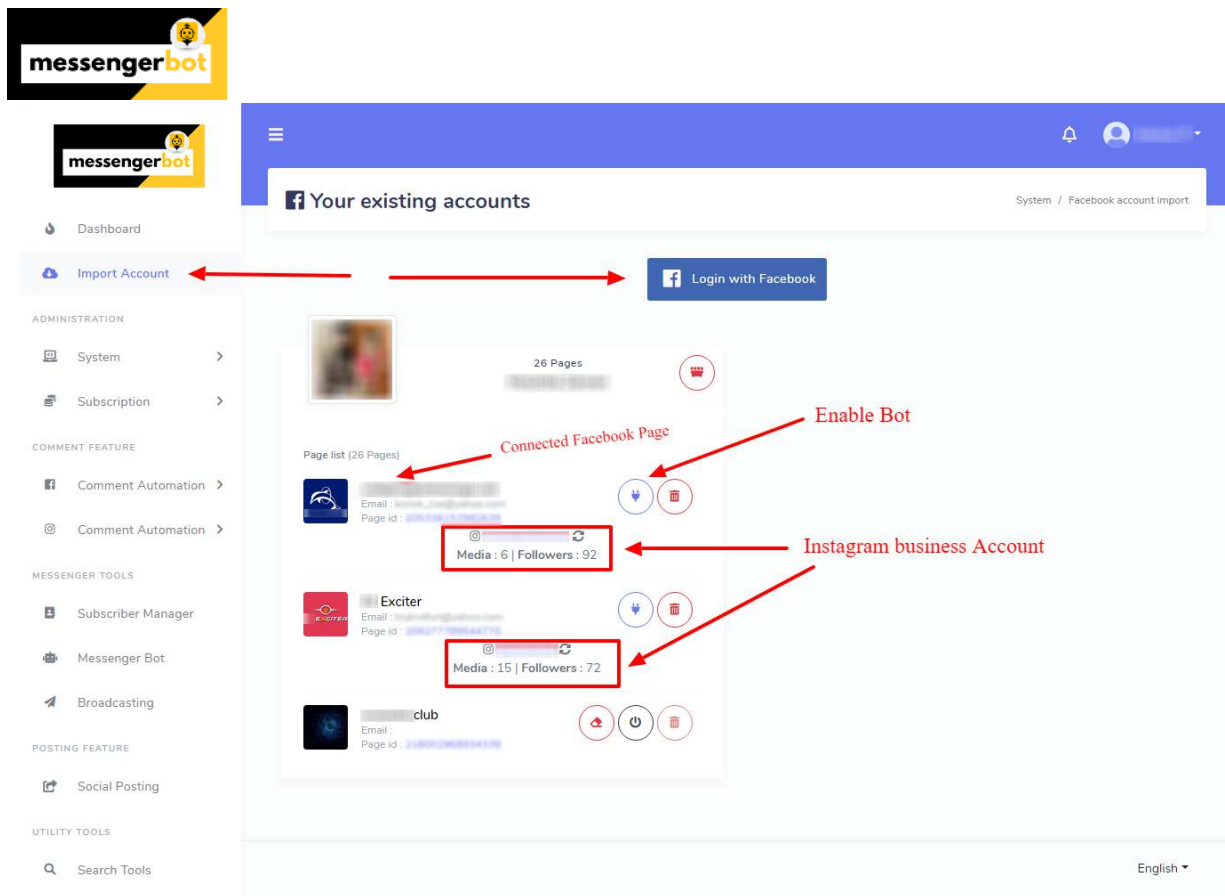 messengerbot
messengerbot
Your existing accounts
System / Facebook account import
Dashboard
Import Account
Login with Facebook
ADMINISTRATION
System
Subscription
26 Pages
Enable Bot
Connected Facebook Page
COMMENT FEATURE
Page list (26 Pages)
Comment Automation
Email :
Page id :
Comment Automation
Media : 6 | Followers : 92
Instagram business Account
MESSENGER TOOLS
Subscriber Manager
Exciter
EXCITER
Email :
Page id :
Messenger Bot
Media : 15 | Followers : 72
Broadcasting
club
Email :
Page id :
POSTING FEATURE
Social Posting
UTILITY TOOLS
Search Tools
English